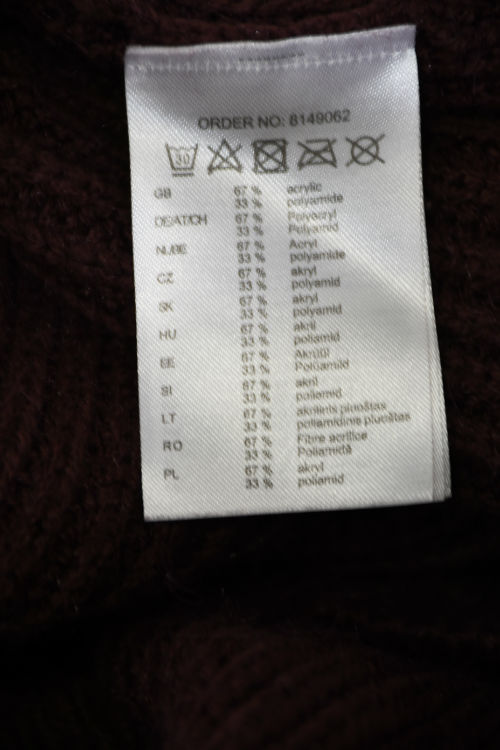 ORDER NO: 8149062
30
GB 67 % acrylic
33 % polyamide
DE/AT/CH 67 % Polyacryl
33 % Polyamid
NL/BE 67 % Acryl
33 % polyamide
CZ 67 % akryl
33 % polyamid
SK 67 % akryl
33 % polyamid
HU 67 % akril
33 % poliamid
EE 67 % Akrüül
33 % Polüamiid
SI 67 % akril
33 % poliamid
LT 67 % akrilinis pluoštas
33 % poliamidinis pluoštas
RO 67 % Fibre acrilice
33 % Poliamidă
PL 67 % akryl
33 % poliamid